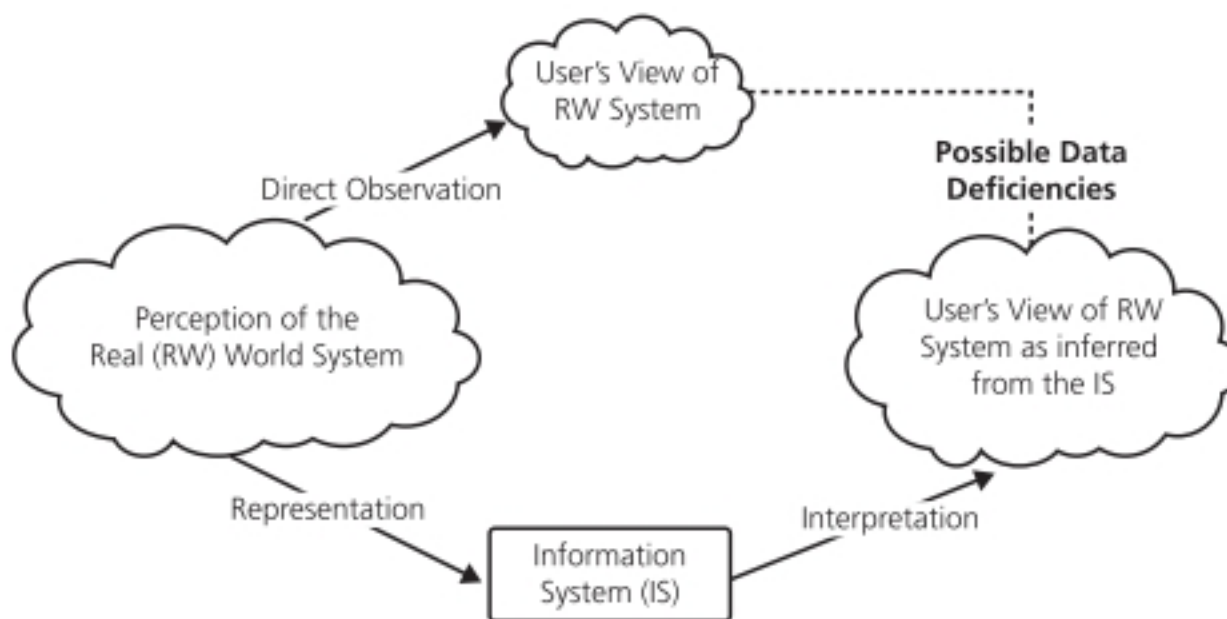 User's View of
RW System
Possible Data
Deficiencies
Direct Observation
Perception of the
Real (RW) World System
User's View of RW
System as inferred
from the IS
Representation
Interpretation
Information
System (IS)